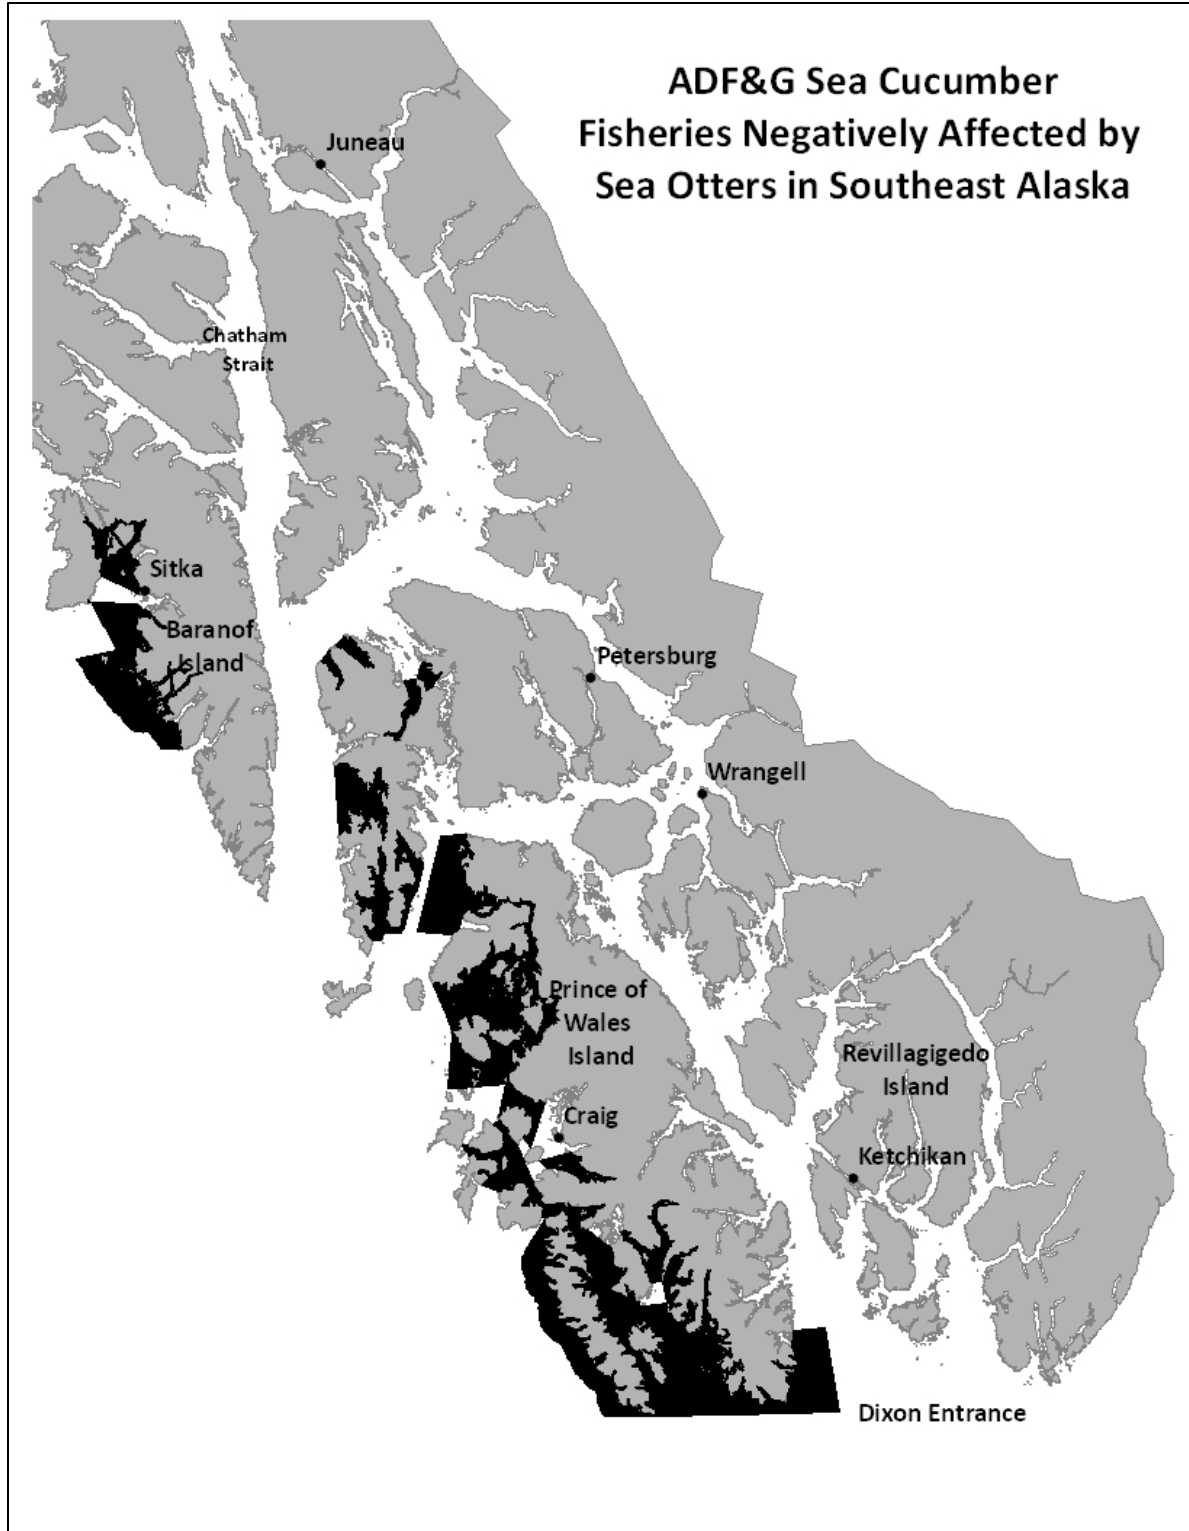 ADF&G Sea Cucumber
Fisheries Negatively Affected by
Sea Otters in Southeast Alaska
Juneau
Chatham
Strait
Sitka
Baranof
Island
Petersburg
Wrangell
Prince of
Wales
Island
Revillagigedo
Island
Craig
Ketchikan
Dixon Entrance